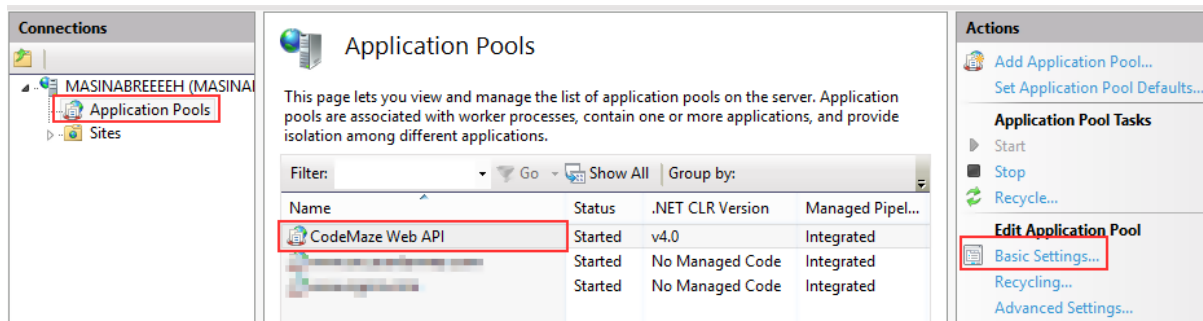 Connections
MASINABREEEEH (MASINAI
Application Pools
Sites
Application Pools
This page lets you view and manage the list of application pools on the server. Application
pools are associated with worker processes, contain one or more applications, and provide
isolation among different applications.
Filter: Go Show All Group by:
Name Status .NET CLR Version Managed Pipel...
CodeMaze Web API Started v4.0 Integrated
Started No Managed Code Integrated
Started No Managed Code Integrated
Actions
Add Application Pool...
Set Application Pool Defaults...
Application Pool Tasks
Start
Stop
Recycle...
Edit Application Pool
Basic Settings...
Recycling...
Advanced Settings...